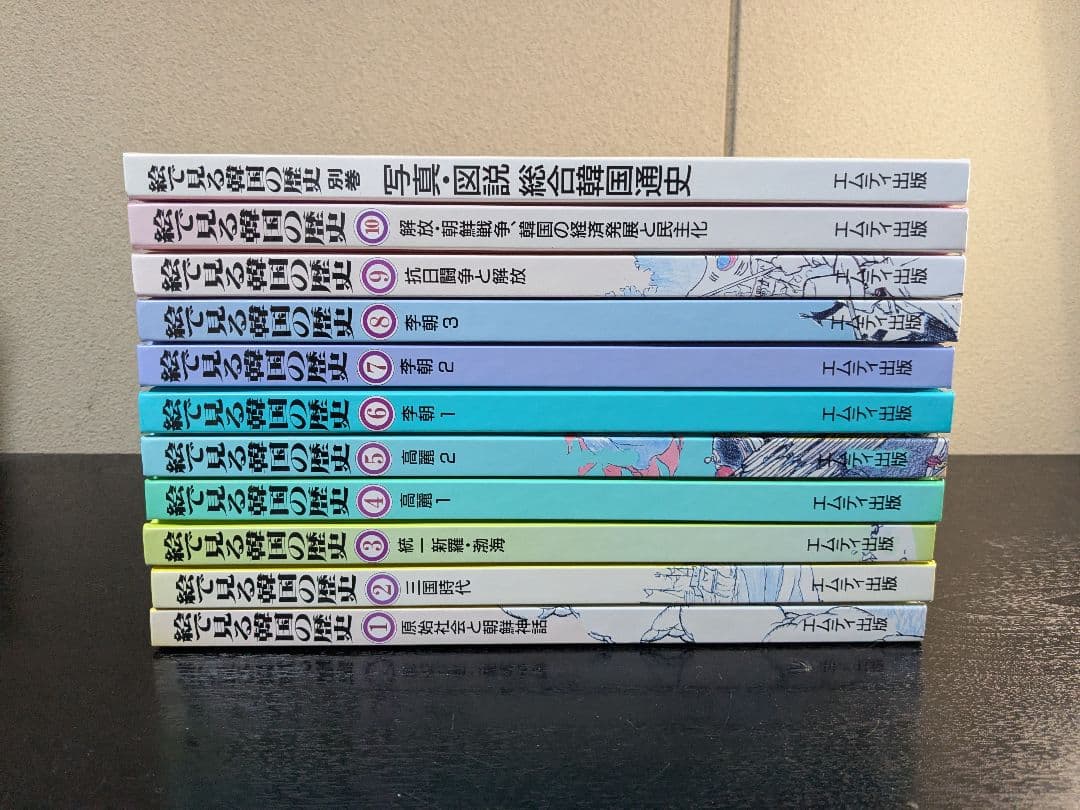 絵で見る韓国の歴史 別巻 写真・図説 総合韓国通史 エムティ出版
絵で見る韓国の歴史 10 解放・朝鮮戦争、韓国の経済発展と民主化 エムティ出版
絵で見る韓国の歴史 9 抗日闘争と解放 エムティ出版
絵で見る韓国の歴史 8 李朝 3 エムティ出版
絵で見る韓国の歴史 7 李朝 2 エムティ出版
絵で見る韓国の歴史 6 李朝 1 エムティ出版
絵で見る韓国の歴史 5 高麗 2 エムティ出版
絵で見る韓国の歴史 4 高麗 1 エムティ出版
絵で見る韓国の歴史 3 統一新羅・渤海 エムティ出版
絵で見る韓国の歴史 2 三国時代 エムティ出版
絵で見る韓国の歴史 1 原始社会と朝鮮神話 エムティ出版